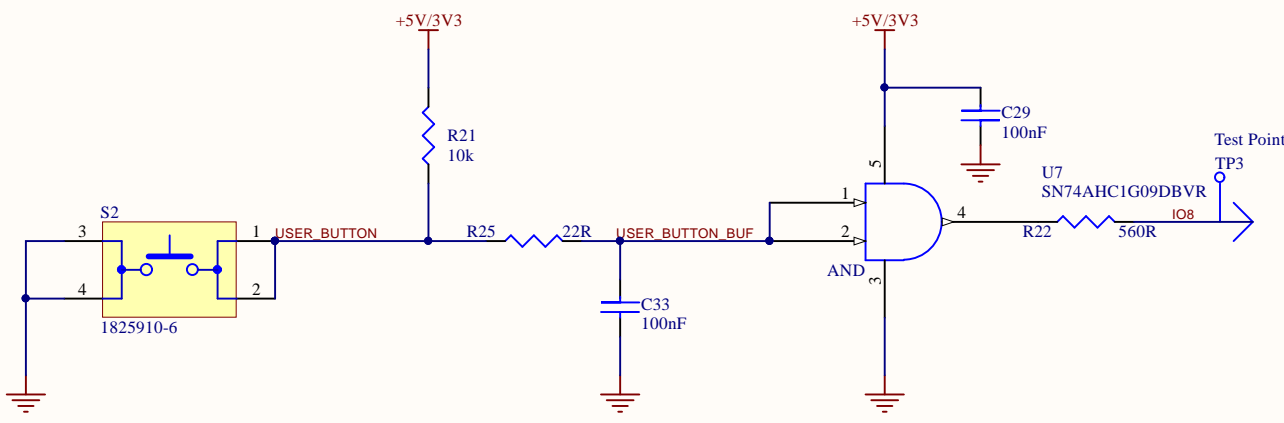 +5V/3V3
+5V/3V3
R21
10k
C29
100nF
Test Point
TP3
5
U7
SN74AHC1G09DBVR
S2
3
1
USER_BUTTON
R25
22R
USER_BUTTON_BUF
1
2
4
IO8
R22
560R
AND
3
4
2
C33
100nF
1825910-6